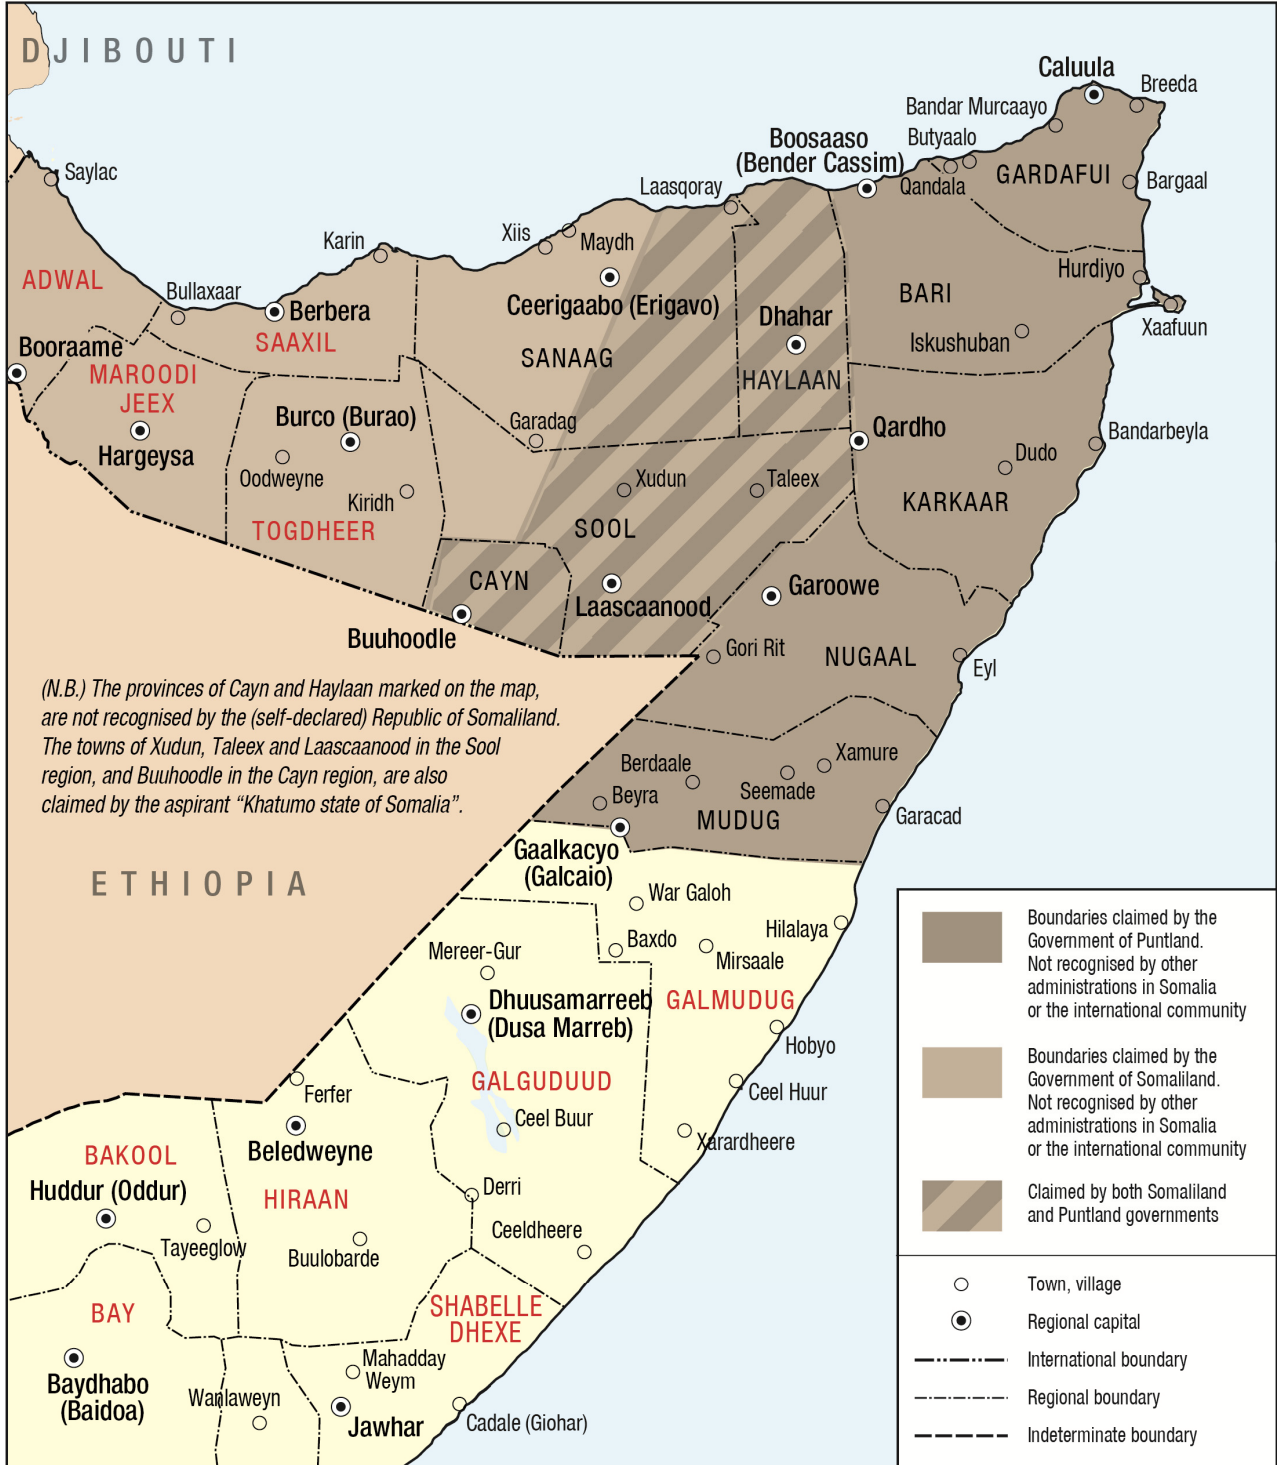 DJIBOUTI
Caluula
Breeda
Bandar Murcaayo
Butyaalo
Boosaaso
(Bender Cassim)
Qandala
GARDAFUI
Bargaal
Saylac
Laasqoray
Xiis
Maydh
Karin
Hurdiyo
ADWAL
Bullaxaar
Berbera
Ceerigaabo (Erigavo)
Dhahar
BARI
Xaafuun
SAAXIL
Iskushuban
Booraame
SANAAG
MAROODI
JEEX
HAYLAAN
Burco (Burao)
Garadag
Qardho
Bandarbeyla
Hargeysa
Dudo
Oodweyne
Xudun
Taleex
Kiridh
KARKAAR
TOGDHEER
SOOL
CAYN
Garoowe
Laascaanood
Buuhoodle
Gori Rit
NUGAAL
Eyl
(N.B.) The provinces of Cayn and Haylaan marked on the map,
are not recognised by the (self-declared) Republic of Somaliland.
The towns of Xudun, Taleex and Laascaanood in the Sool
region, and Buuhoodle in the Cayn region, are also
claimed by the aspirant “Khatumo state of Somalia”.
Xamure
Berdaale
Seemade
Beyra
MUDUG
Garacad
Gaalkacyo
(Galcaio)
ETHIOPIA
War Galoh
Hilalaya
Baxdo
Mereer-Gur
Mirsaale
Dhuusamarreeb
(Dusa Marreb)
GALMUDUG
Hobyo
GALGUDUUD
Ceel Huur
Ferfer
Ceel Buur
Xarardheere
Beledweyne
BAKOOL
Huddur (Oddur)
HIRAAN
Derri
Tayeeglow
Buulobarde
Ceeldheere
BAY
SHABELLE
DHEXE
Mahadday
Weym
Baydhabo
(Baidoa)
Wanlaweyn
Jawhar
Cadale (Giohar)
Boundaries claimed by the
Government of Puntland.
Not recognised by other
administrations in Somalia
or the international community
Boundaries claimed by the
Government of Somaliland.
Not recognised by other
administrations in Somalia
or the international community
Claimed by both Somaliland
and Puntland governments
Town, village
Regional capital
International boundary
Regional boundary
Indeterminate boundary